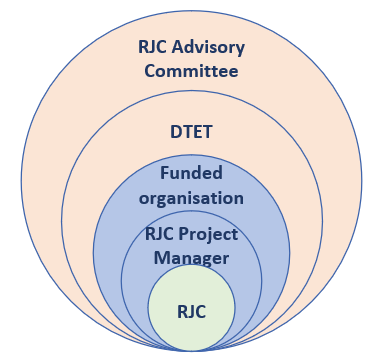 RJC Advisory
Committee
DTET
Funded
organisation
RJC Project
Manager
RJC